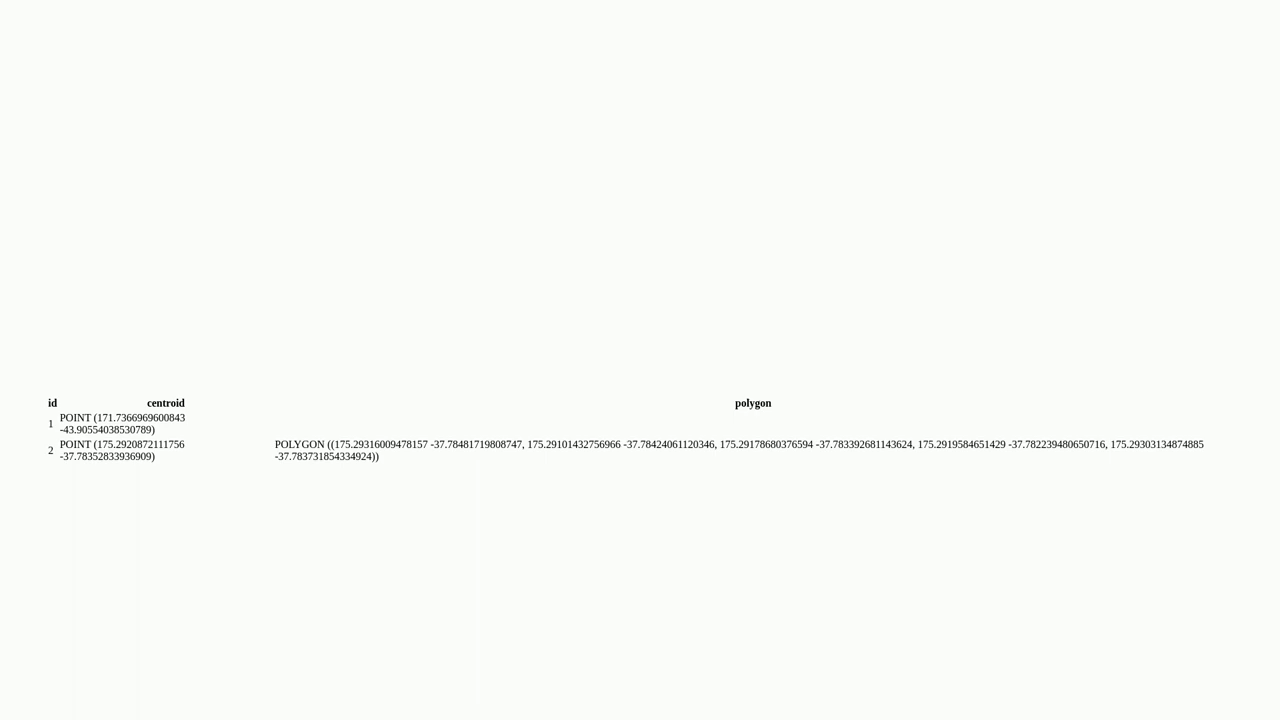 id centroid polygon
1 POINT (171.7366969600843
-43.90554038530789)
2 POINT (175.2920872111756 POLYGON ((175.29316009478157 -37.78481719808747, 175.29101432756966 -37.78424061120346, 175.29178680376594 -37.783392681143624, 175.2919584651429 -37.782239480650716, 175.29303134874885
-37.78352833936909) -37.783731854334924))